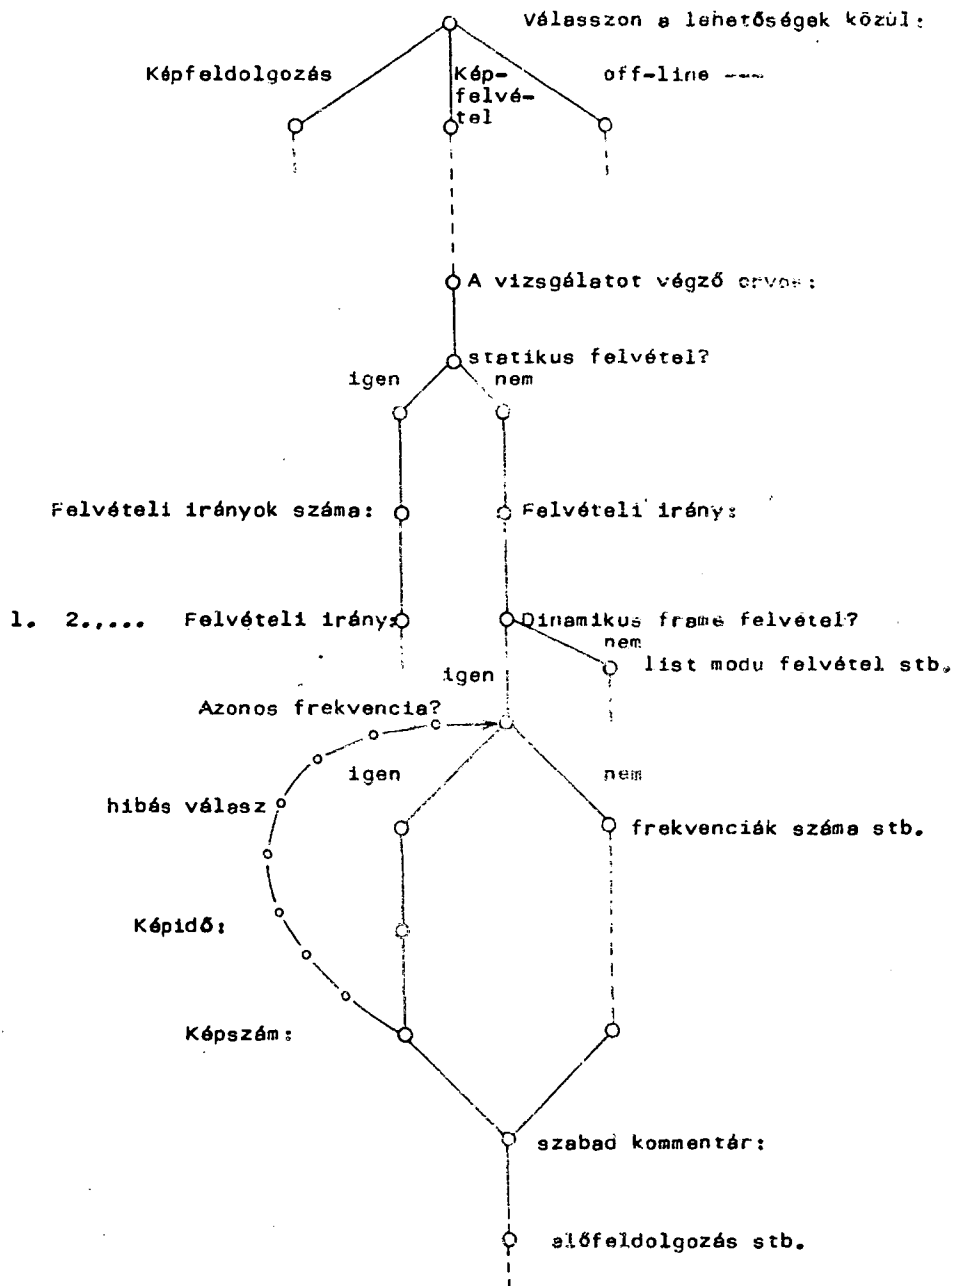 Válasszon a lehetőségek közül:
Képfeldolgozás
Kép-
felvé-
tel
off-line ---
A vizsgálatot végző orvos:
statikus felvétel?
igen
nem
Felvételi irányok száma:
Felvételi irány:
1. 2.,... Felvételi irány:
Dinamikus frame felvétel?
nem
list modu felvétel stb.
igen
Azonos frekvencia?
igen
nem
hibás válasz
frekvenciák száma stb.
Képidő:
Képszám:
szabad kommentár:
előfeldolgozás stb.